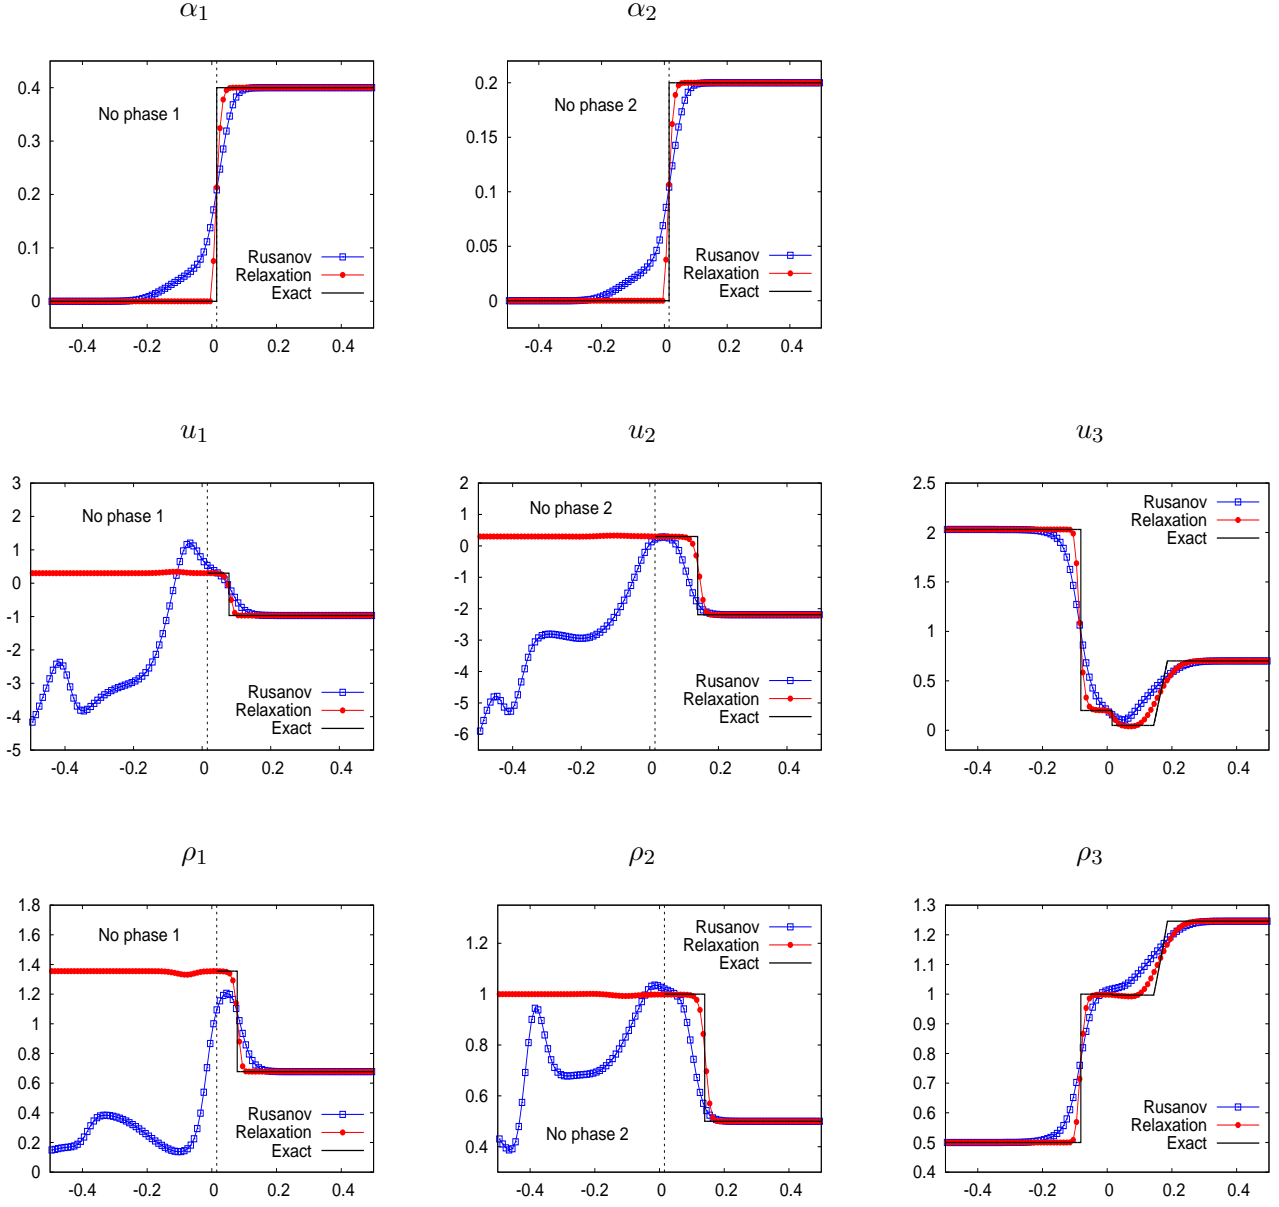 α1 α2
0.4
0.3
0.2
0.1
0
No phase 1
Rusanov
Relaxation
Exact
-0.4 -0.2 0 0.2 0.4
0.2
0.15
0.1
0.05
0
No phase 2
Rusanov
Relaxation
Exact
-0.4 -0.2 0 0.2 0.4
u1 u2 u3
3
2
1
0
-1
-2
-3
-4
-5
No phase 1
Rusanov
Relaxation
Exact
-0.4 -0.2 0 0.2 0.4
2
1
0
-1
-2
-3
-4
-5
-6
No phase 2
Rusanov
Relaxation
Exact
-0.4 -0.2 0 0.2 0.4
2.5
2
1.5
1
0.5
0
Rusanov
Relaxation
Exact
-0.4 -0.2 0 0.2 0.4
ρ1 ρ2 ρ3
1.8
1.6
1.4
1.2
1
0.8
0.6
0.4
0.2
0
No phase 1
Rusanov
Relaxation
Exact
-0.4 -0.2 0 0.2 0.4
1.2
1
0.8
0.6
0.4
Rusanov
Relaxation
Exact
No phase 2
-0.4 -0.2 0 0.2 0.4
1.3
1.2
1.1
1
0.9
0.8
0.7
0.6
0.5
0.4
Rusanov
Relaxation
Exact
-0.4 -0.2 0 0.2 0.4